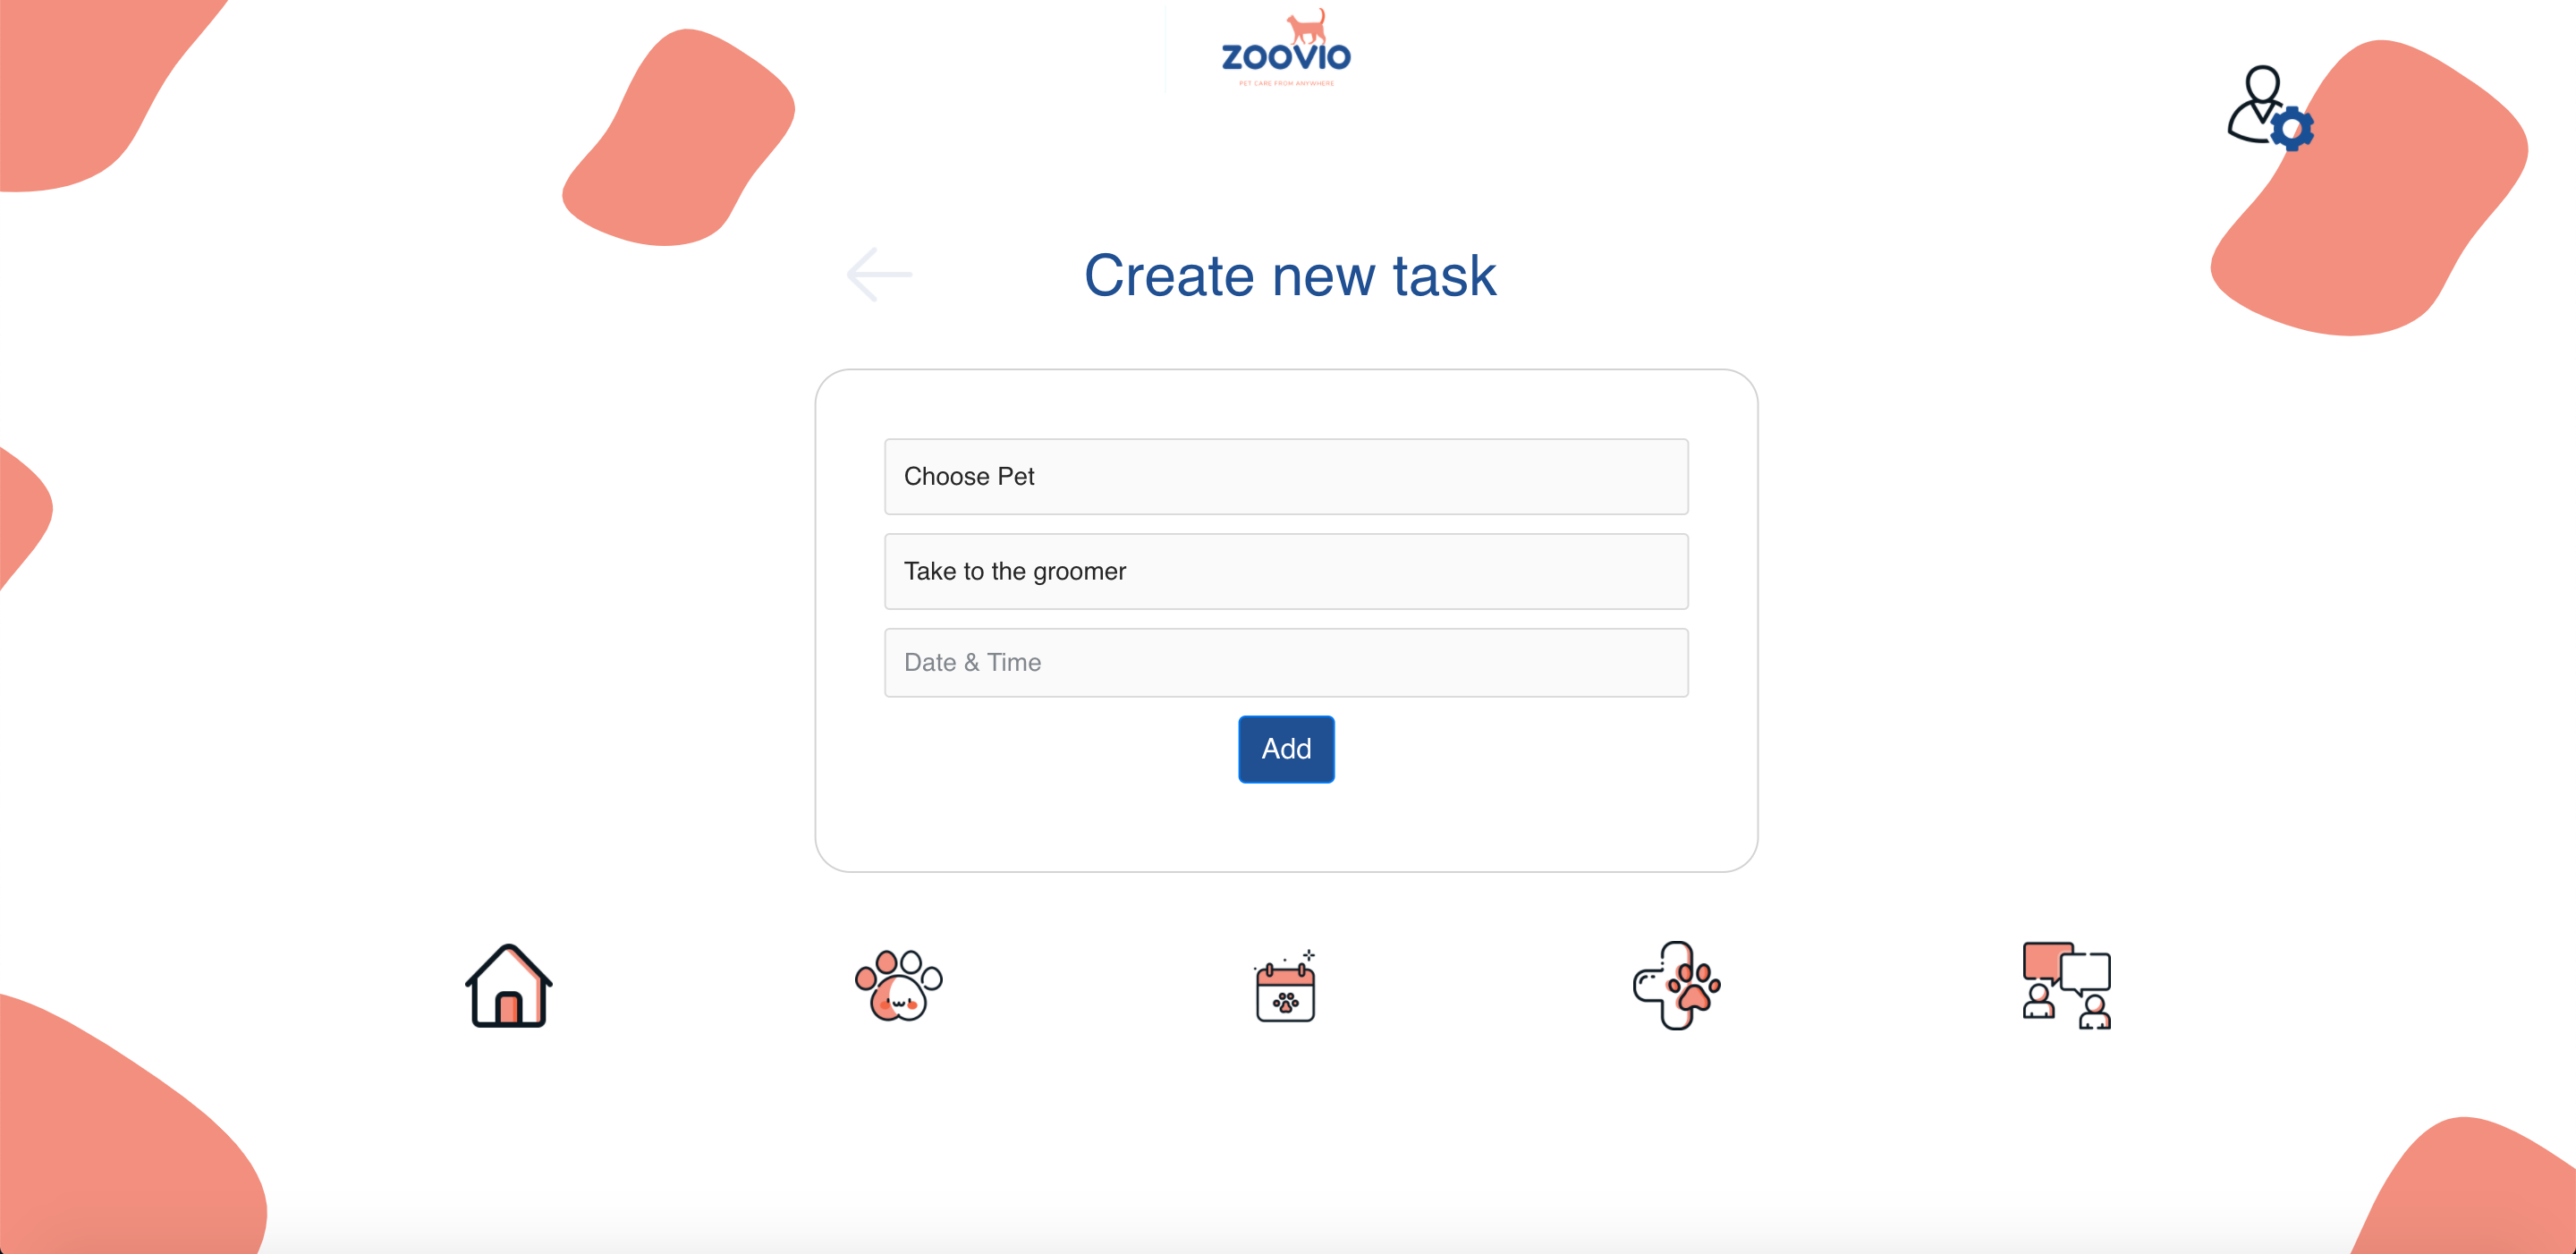 ZOOVIO
PET CARE FROM ANYWHERE
Create new task
Choose Pet
Take to the groomer
Date & Time
Add